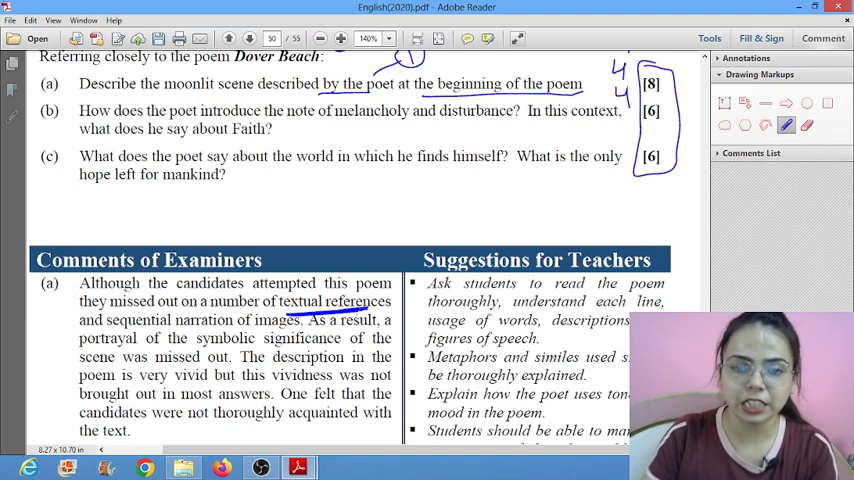 English(2020).pdf - Adobe Reader
File Edit View Window Help
Open 50 / 55 140% Tools Fill & Sign Comment
Referring closely to the poem Dover Beach:
(a) Describe the moonlit scene described by the poet at the beginning of the poem [8]
(b) How does the poet introduce the note of melancholy and disturbance? In this context, [6]
what does he say about Faith?
(c) What does the poet say about the world in which he finds himself? What is the only [6]
hope left for mankind?
1
4
4
Annotations
Drawing Markups
T
Comments List
Comments of Examiners
(a) Although the candidates attempted this poem
they missed out on a number of textual references
and sequential narration of images. As a result, a
portrayal of the symbolic significance of the
scene was missed out. The description in the
poem is very vivid but this vividness was not
brought out in most answers. One felt that the
candidates were not thoroughly acquainted with
the text.
Suggestions for Teachers
▪ Ask students to read the poem
thoroughly, understand each line,
usage of words, descriptions
figures of speech.
▪ Metaphors and similes used
be thoroughly explained.
▪ Explain how the poet uses
mood in the poem.
▪ Students should be able to
8.27 x 10.70 in